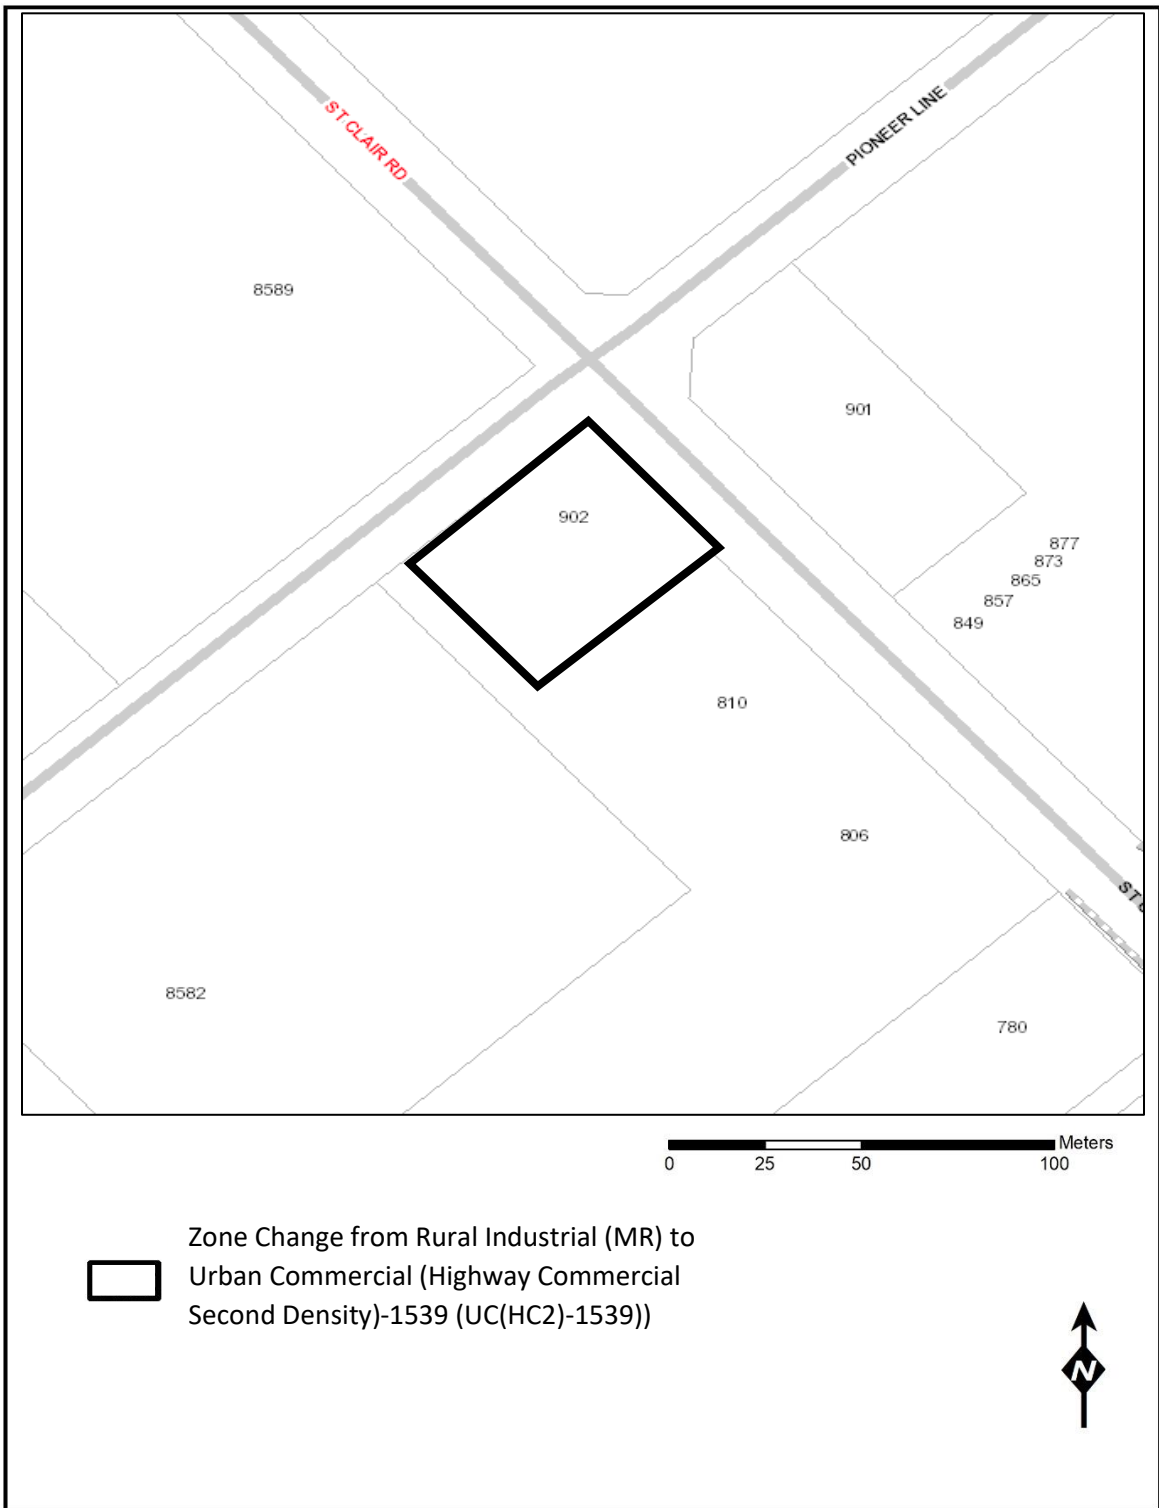 ST CLAIR RD
PIONEER LINE
8589
901
902
877
873
865
857
849
810
806
ST C
8582
780
Meters
0 25 50 100
Zone Change from Rural Industrial (MR) to
Urban Commercial (Highway Commercial
Second Density)-1539 (UC(HC2)-1539))
N